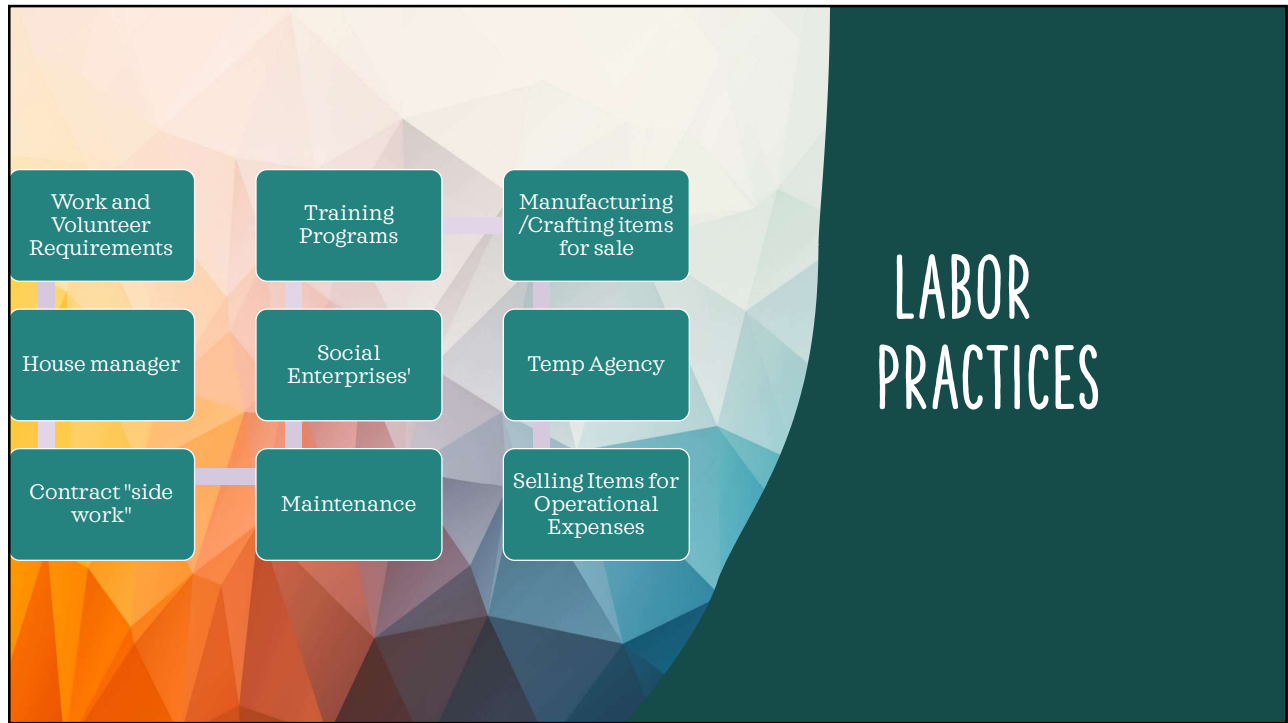 Work and
Volunteer
Requirements
House manager
Contract "side
work"
Maintenance
Social
Enterprises'
Training
Programs
Manufacturing
/Crafting items
for sale
Temp Agency
Selling Items for
Operational
Expenses
LABOR
PRACTICES